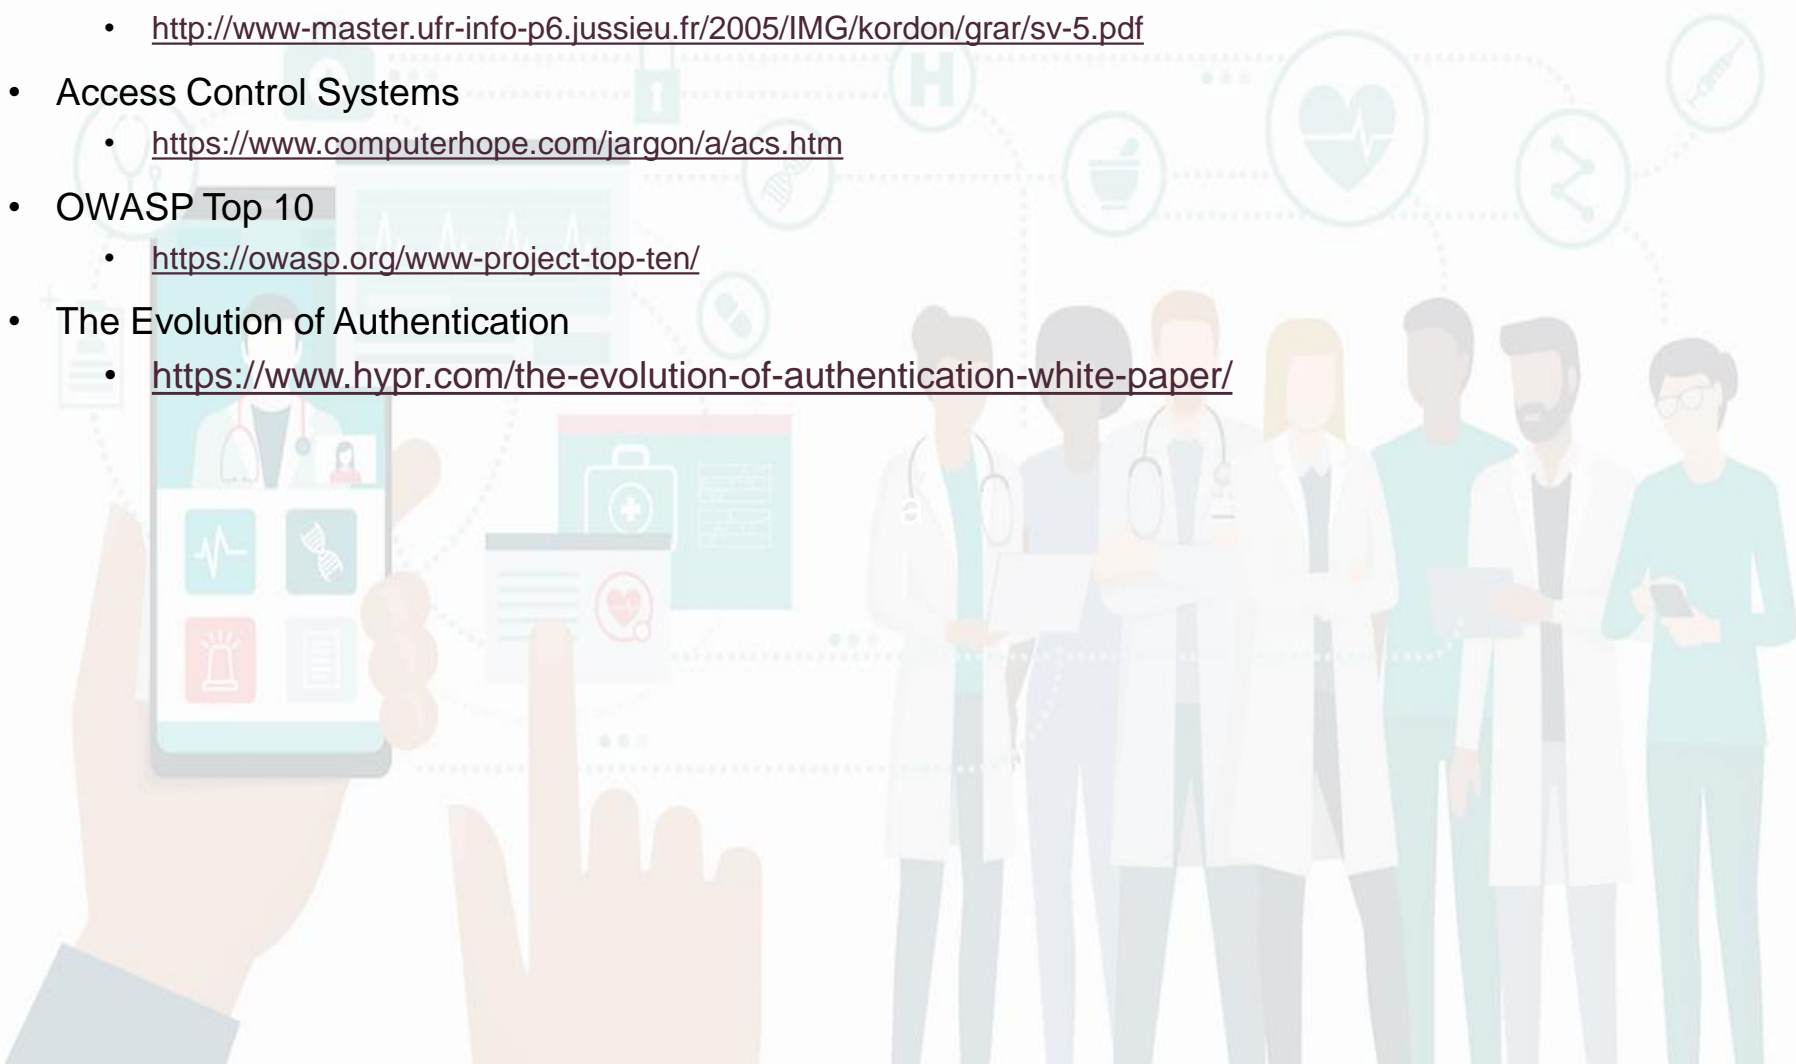 • http://www-master.ufr-info-p6.jussieu.fr/2005/IMG/kordon/grar/sv-5.pdf
• Access Control Systems
• https://www.computerhope.com/jargon/a/acs.htm
• OWASP Top 10
• https://owasp.org/www-project-top-ten/
• The Evolution of Authentication
• https://www.hypr.com/the-evolution-of-authentication-white-paper/
H